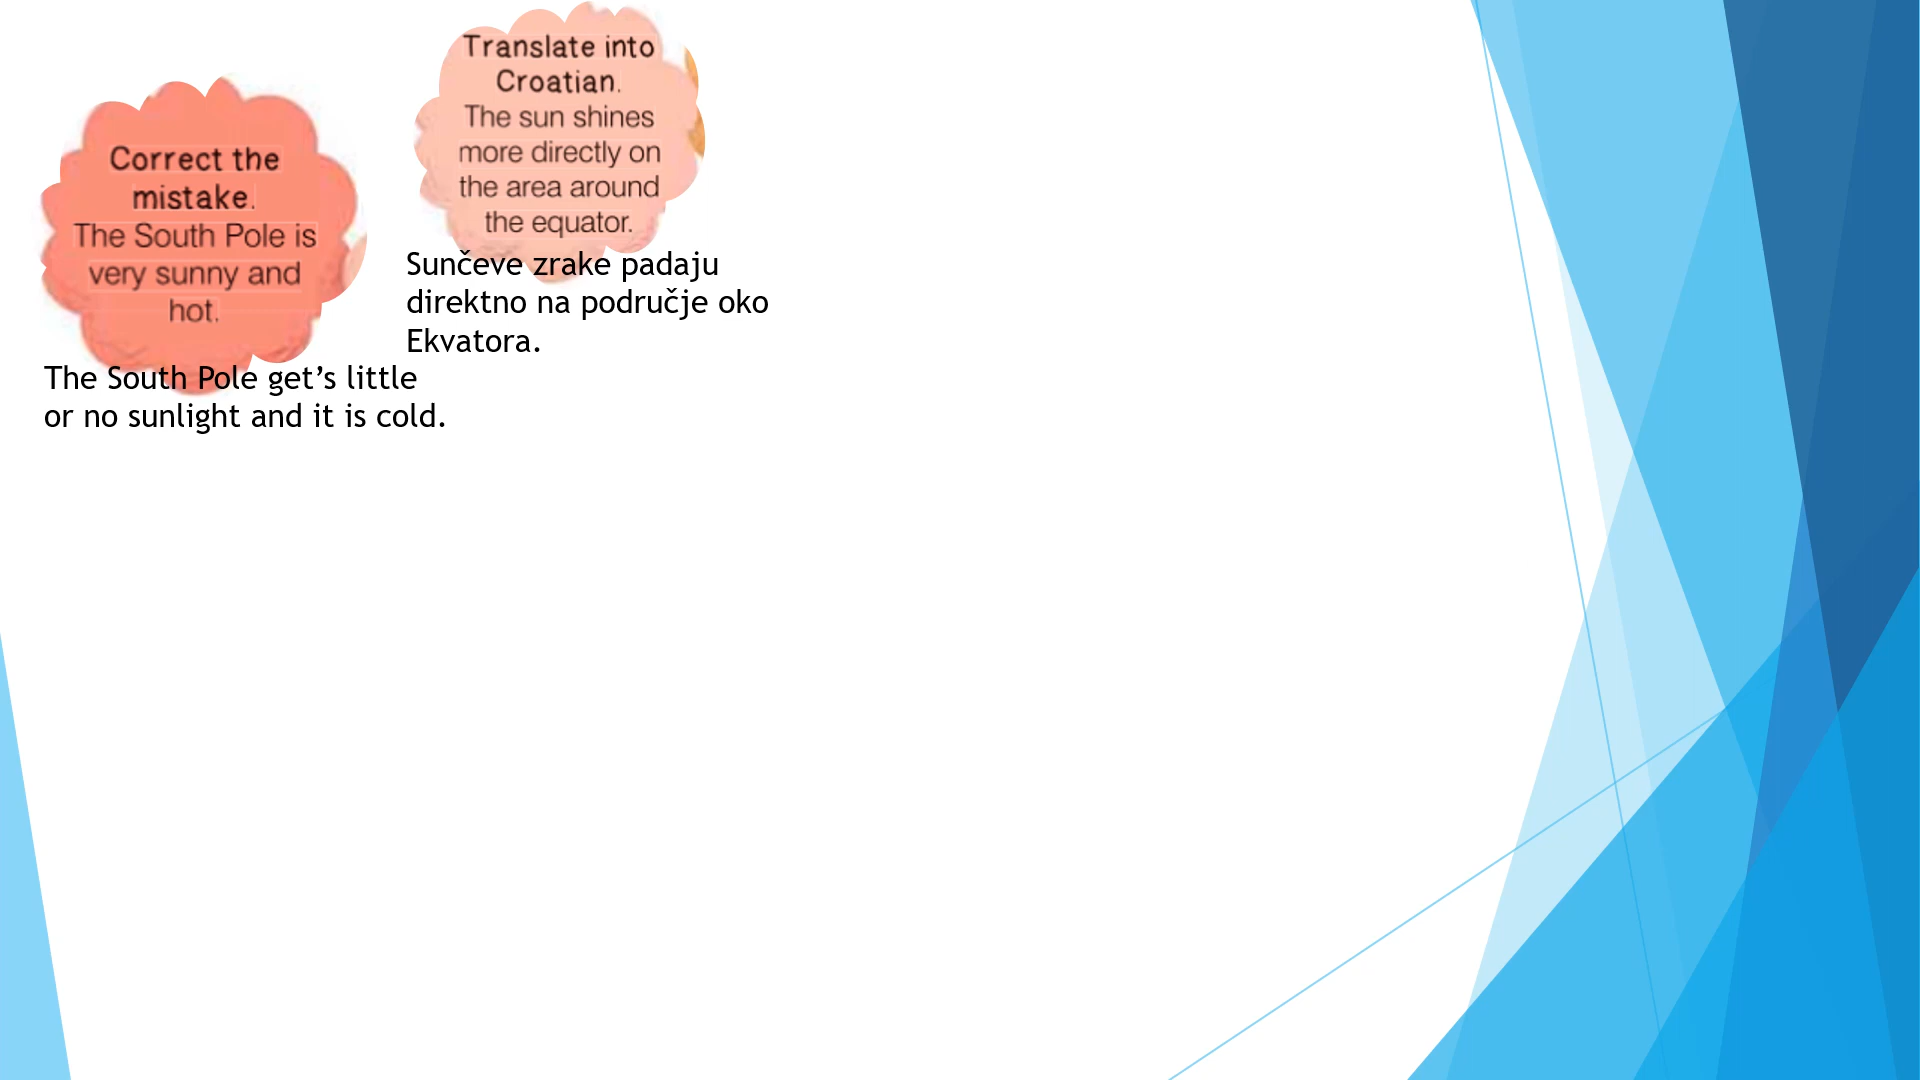 Correct the
mistake.
The South Pole is
very sunny and
hot.
The South Pole get’s little
or no sunlight and it is cold.
Translate into
Croatian.
The sun shines
more directly on
the area around
the equator.
Sunčeve zrake padaju
direktno na područje oko
Ekvatora.